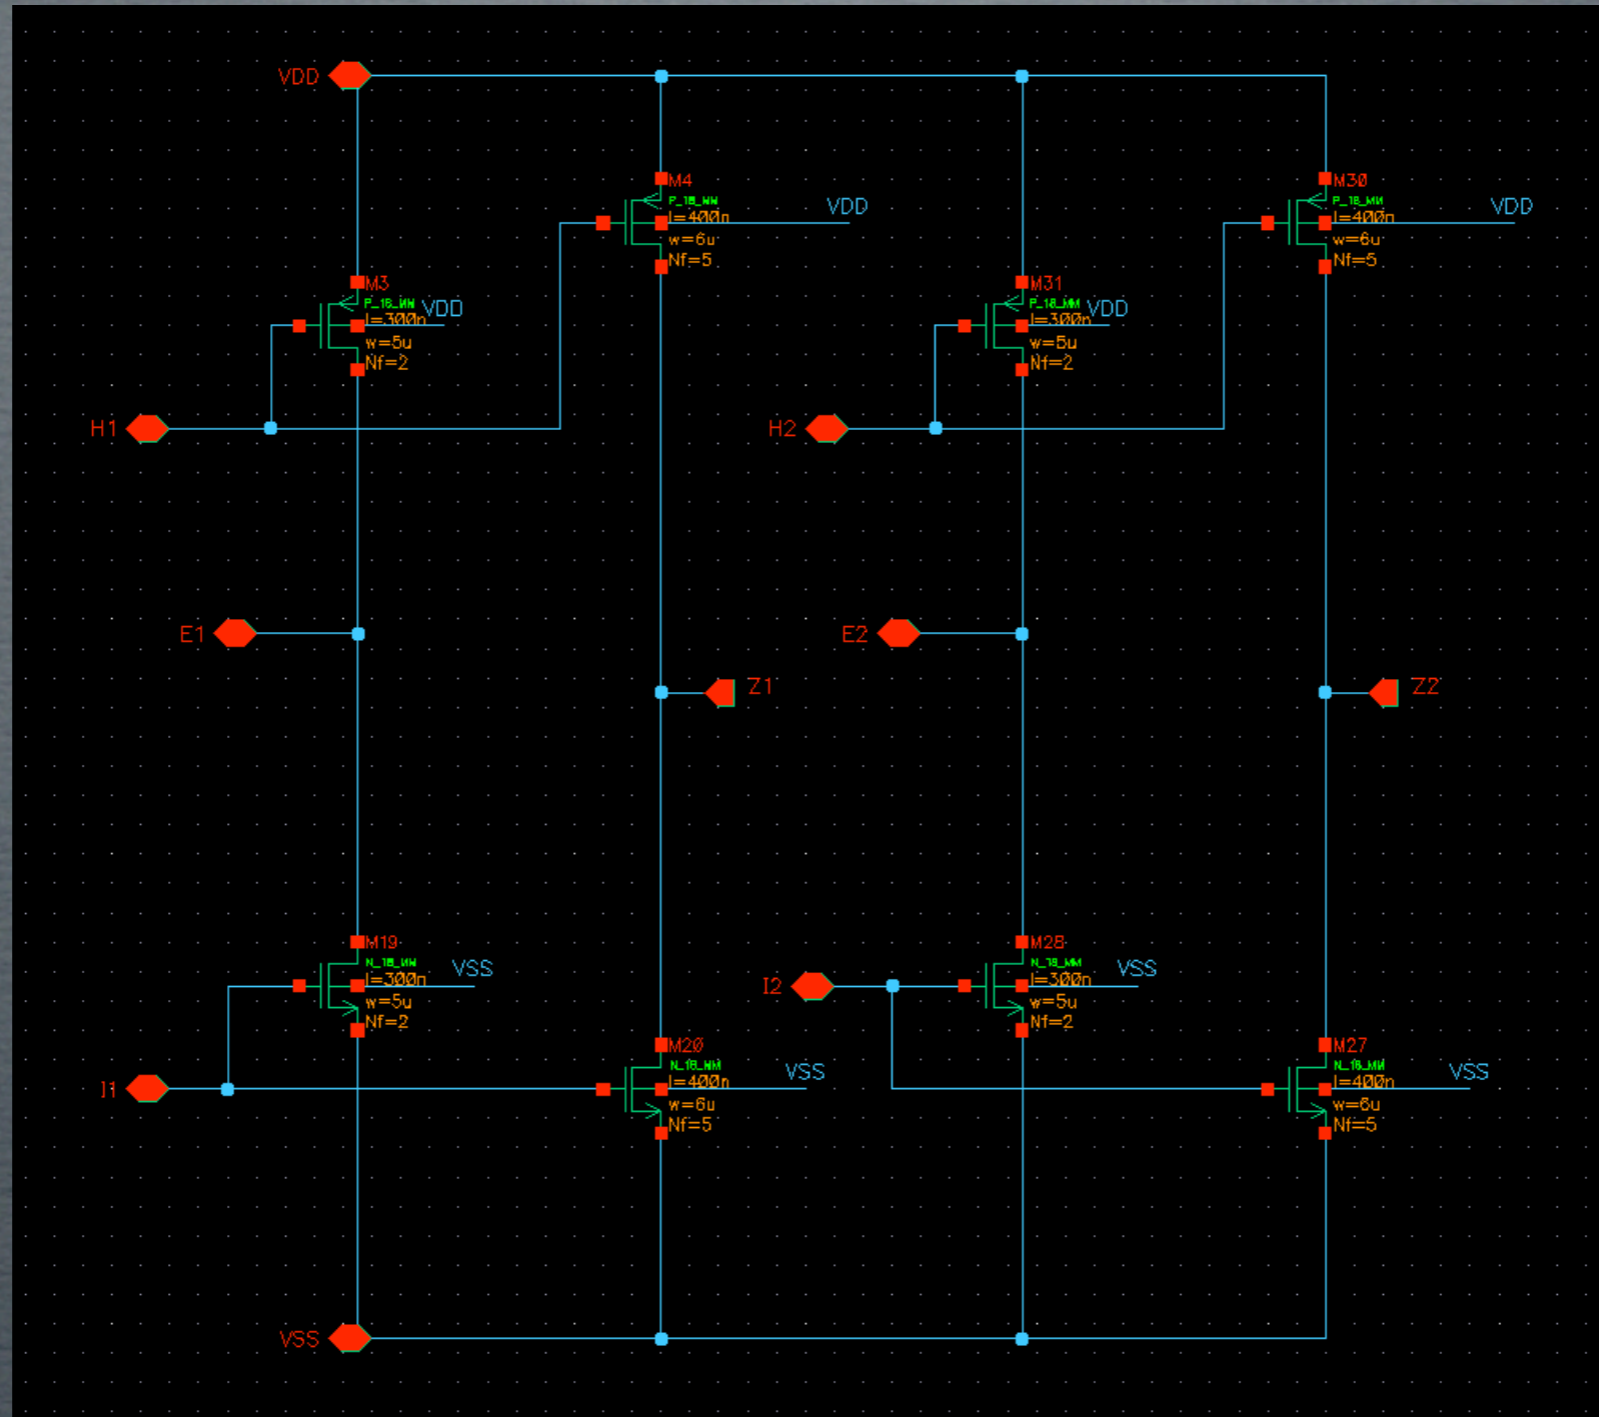 VDD
M4
P_18_MM
l=400n
w=6u
Nf=5
VDD
M30
P_18_MM
l=400n
w=6u
Nf=5
VDD
M3
P_18_MM
l=300n
w=5u
Nf=2
VDD
M31
P_18_MM
l=300n
w=5u
Nf=2
VDD
H1
H2
E1
E2
Z1
Z2
M19
N_18_MM
l=300n
w=5u
Nf=2
VSS
I2
M28
N_18_MM
l=300n
w=5u
Nf=2
VSS
I1
M20
N_18_MM
l=400n
w=6u
Nf=5
VSS
M27
N_18_MM
l=400n
w=6u
Nf=5
VSS
VSS